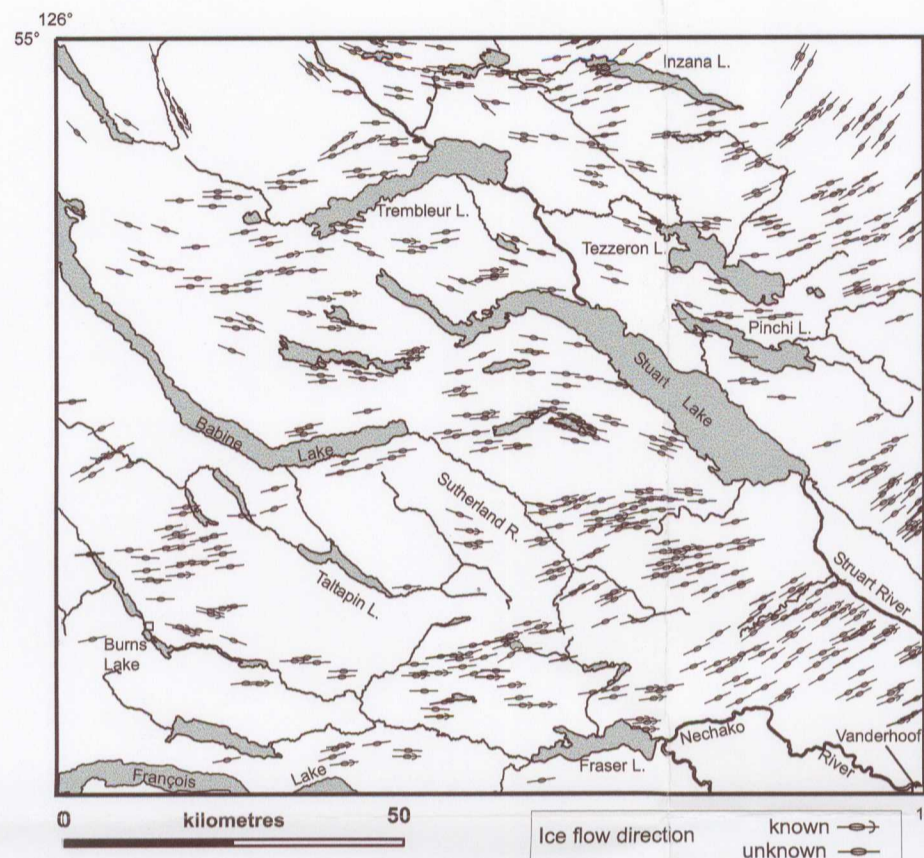 126°
55°
Inzana L.
Trembleur L.
Tezzeron L.
Pinchi L.
Stuart
Lake
Babine
Lake
Sutherland R.
Taltapin L.
Struart River
Burns
Lake
Nechako
River
Vanderhoof
Fraser L.
François
Lake
0
kilometres
50
1
Ice flow direction
known
unknown